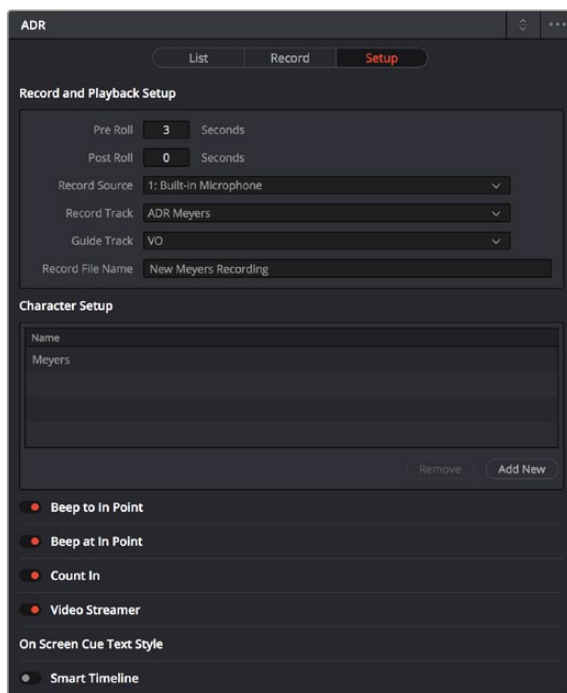 ADR
List Record Setup
Record and Playback Setup
Pre Roll 3 Seconds
Post Roll 0 Seconds
Record Source 1: Built-in Microphone
Record Track ADR Meyers
Guide Track VO
Record File Name New Meyers Recording
Character Setup
Name
Meyers
Remove Add New
Beep to In Point
Beep at In Point
Count In
Video Streamer
On Screen Cue Text Style
Smart Timeline